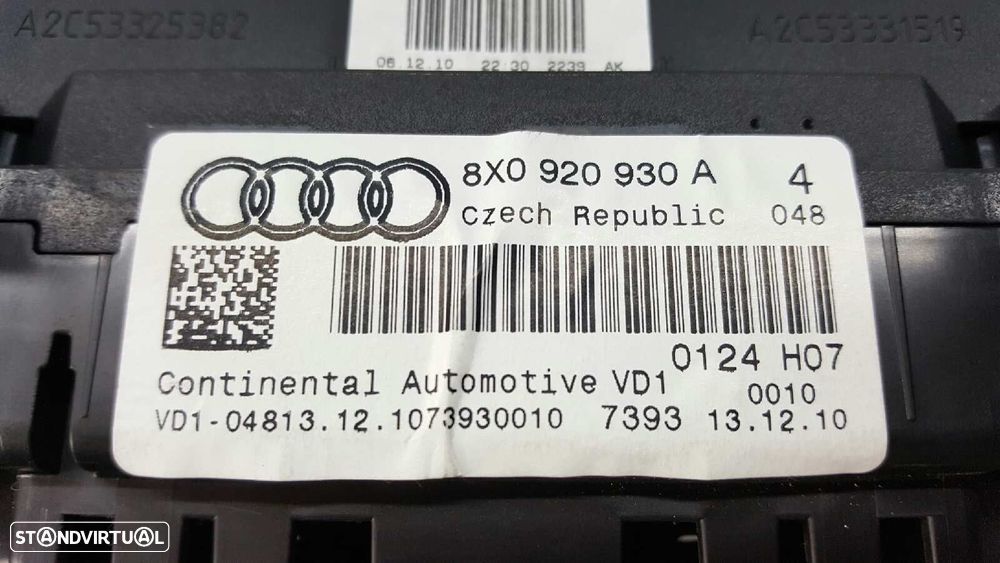 A2C53325382
A2C53331519
06.12.10 22:30 2239 AK
8X0 920 930 A 4
Czech Republic 048
0124 H07
Continental Automotive VD1 0010
VD1-04813.12.1073930010 7393 13.12.10
STANDVIRTUAL